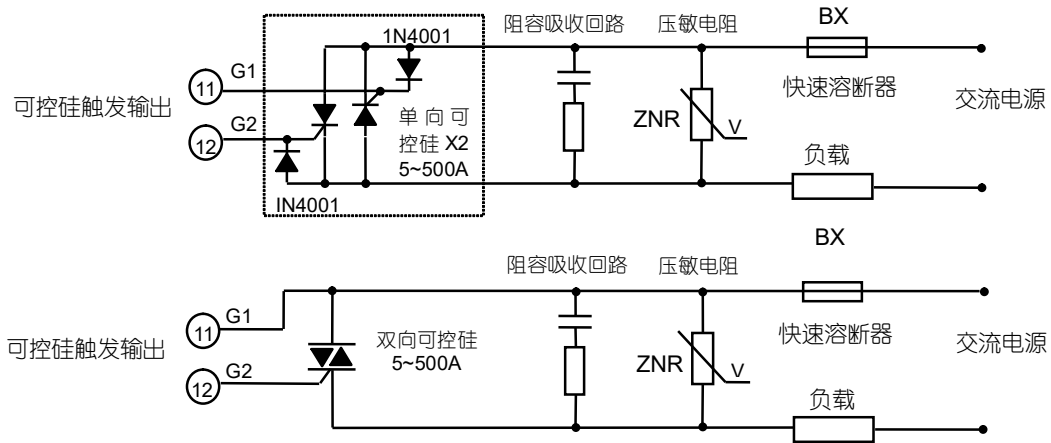 阻容吸收回路
压敏电阻
BX
1N4001
G1
11
快速溶断器
交流电源
可控硅触发输出
单向可
控硅 X2
5~500A
ZNR
V
G2
12
负载
IN4001
BX
阻容吸收回路
压敏电阻
G1
11
快速溶断器
交流电源
可控硅触发输出
双向可控硅
5~500A
ZNR
V
G2
12
负载